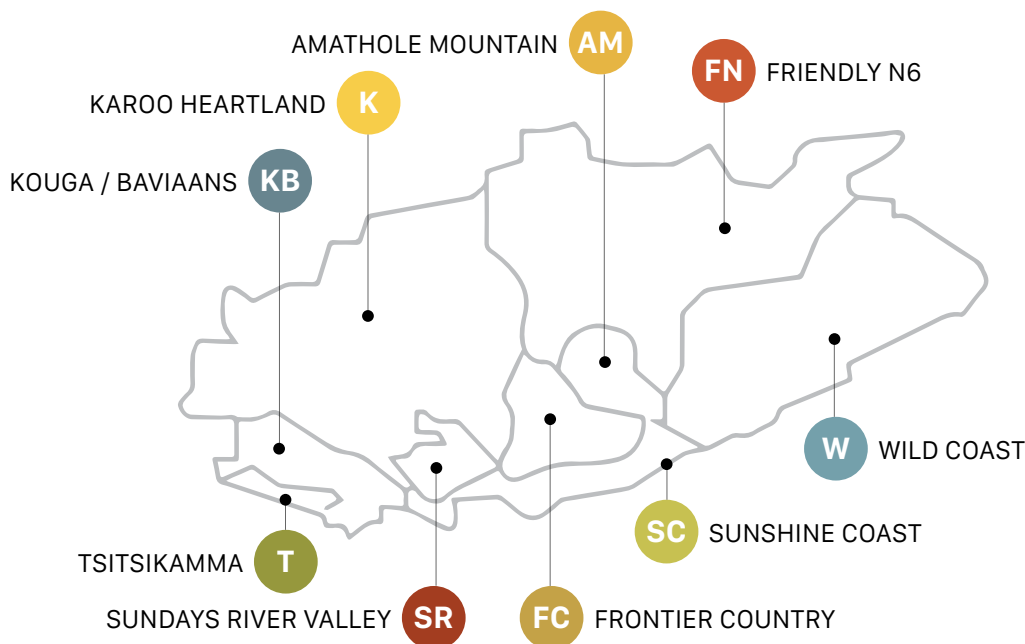 AMATHOLE MOUNTAIN AM
FN FRIENDLY N6
KAROO HEARTLAND K
KOUGA / BAVIAANS KB
W WILD COAST
SC SUNSHINE COAST
TSITSIKAMMA T
SUNDAYS RIVER VALLEY SR
FC FRONTIER COUNTRY